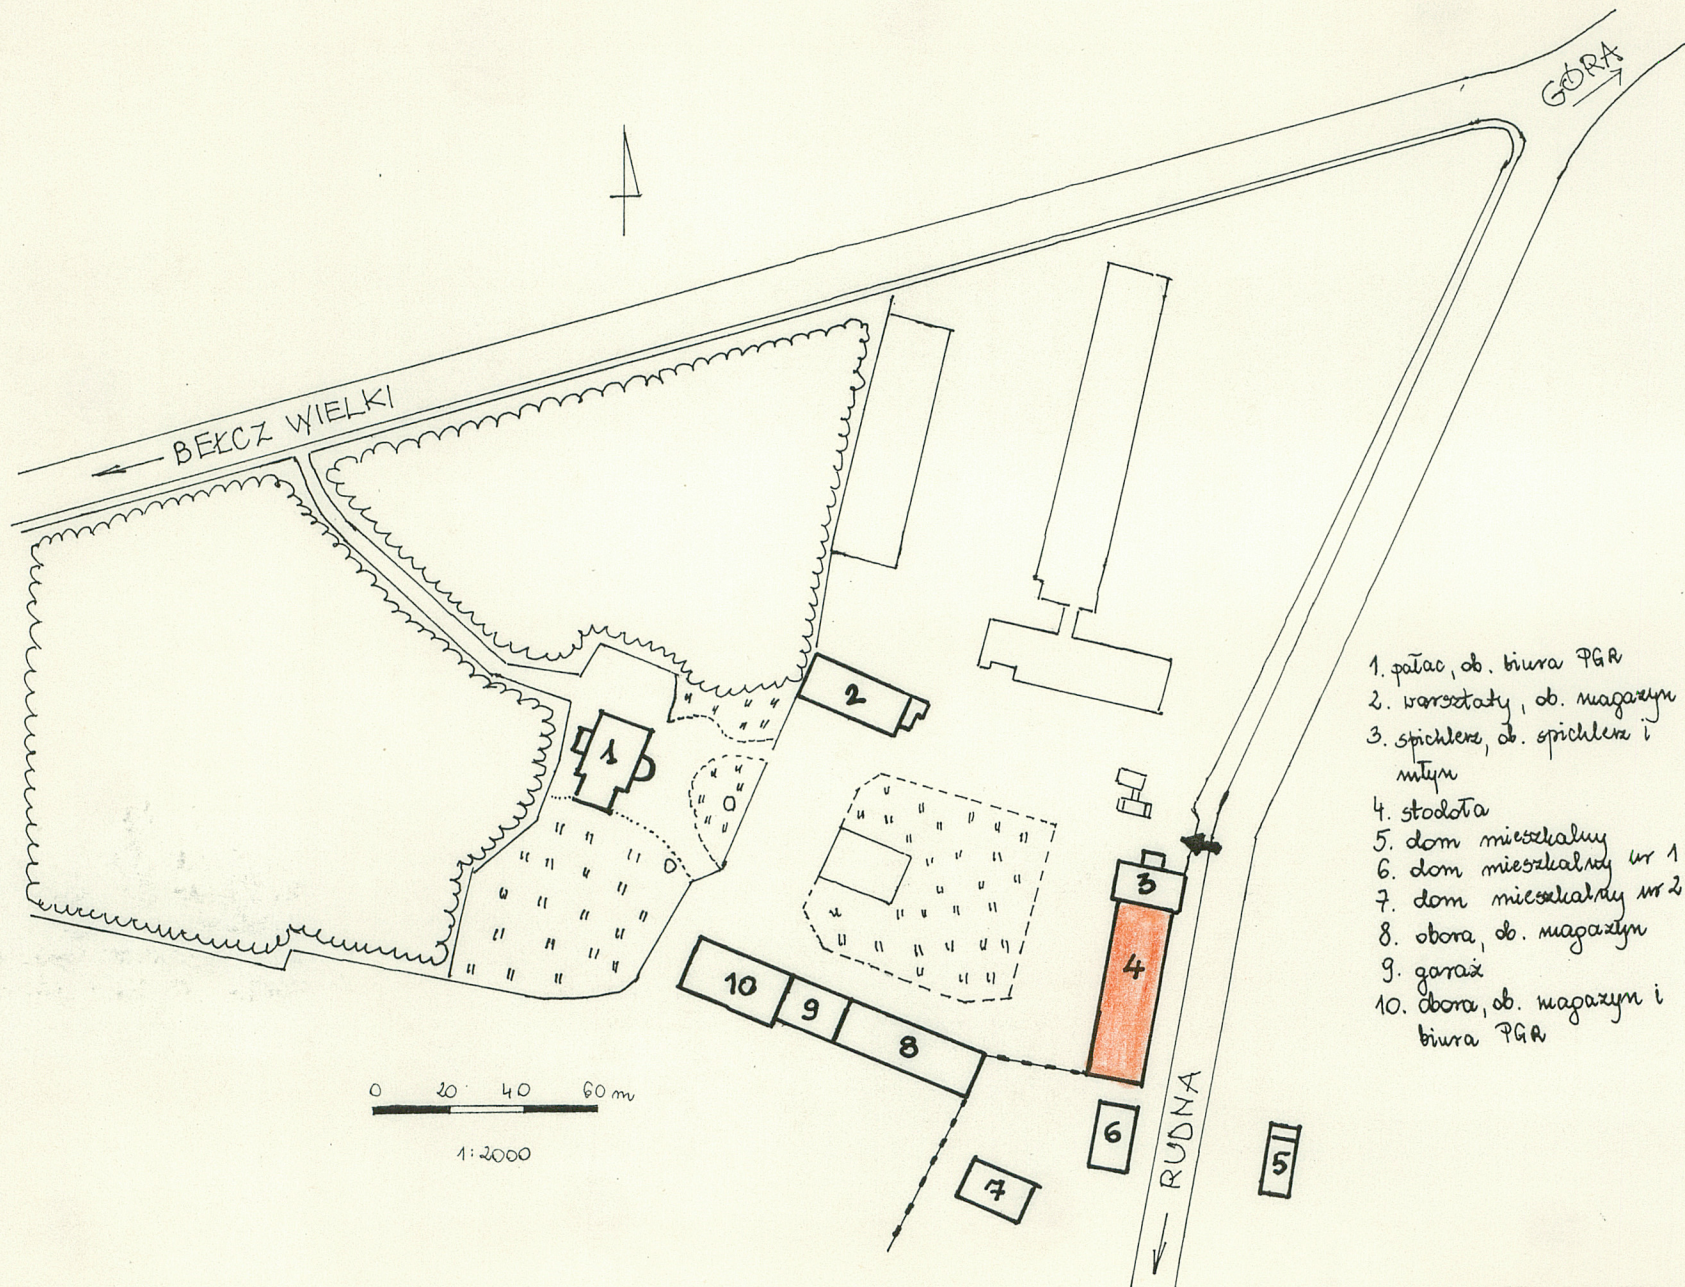 GÓRA
BEŁCZ WIELKI
1
2
3
4
10
9
8
6
7
5
RUDNA
0 20 40 60 m
1:2000
1. pałac, ob. biura PGR
2. warsztaty, ob. magazyn
3. spichlerz, ob. spichlerz i
młyn
4. stodoła
5. dom mieszkalny
6. dom mieszkalny nr 1
7. dom mieszkalny nr 2
8. obora, ob. magazyn
9. garaż
10. obora, ob. magazyn i
biura PGR